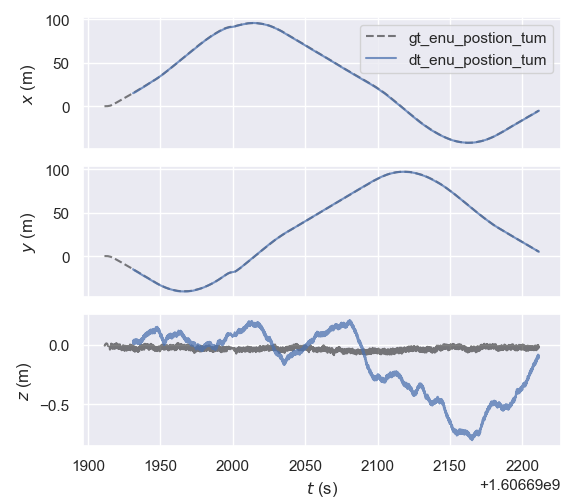 100
50
0
x (m)
gt_enu_postion_tum
dt_enu_postion_tum
100
50
0
y (m)
0.0
−0.5
z (m)
1900 1950 2000 2050 2100 2150 2200
t (s)
+1.60669e9